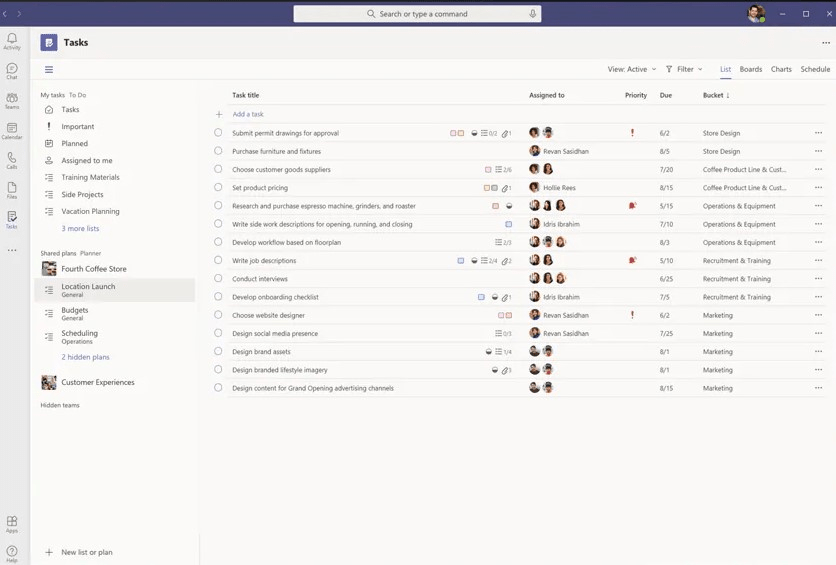 Search or type a command
Activity
Chat
Teams
Calendar
Calls
Files
Tasks
Apps
Help
Tasks
View: Active
Filter
List
Boards
Charts
Schedule
My tasks To Do
Tasks
Important
Planned
Assigned to me
Training Materials
Side Projects
Vacation Planning
3 more lists
Shared plans Planner
Fourth Coffee Store
Location Launch
General
Budgets
General
Scheduling
Operations
2 hidden plans
Customer Experiences
Hidden teams
New list or plan
Task title Assigned to Priority Due Bucket ↓
Add a task
Submit permit drawings for approval 0/2 1 6/2 Store Design
Purchase furniture and fixtures Revan Sasidhan 8/5 Store Design
Choose customer goods suppliers 2/6 7/20 Coffee Product Line & Cust...
Set product pricing 1 Hollie Rees 8/15 Coffee Product Line & Cust...
Research and purchase espresso machine, grinders, and roaster 5/15 Operations & Equipment
Write side work descriptions for opening, running, and closing Idris Ibrahim 7/10 Operations & Equipment
Develop workflow based on floorplan 2/3 8/3 Operations & Equipment
Write job descriptions 2/4 2 5/10 Recruitment & Training
Conduct interviews 6/25 Recruitment & Training
Develop onboarding checklist 1 Idris Ibrahim 7/5 Recruitment & Training
Choose website designer Revan Sasidhan 6/2 Marketing
Design social media presence 0/3 Revan Sasidhan 7/25 Marketing
Design brand assets 1/4 8/1 Marketing
Design branded lifestyle imagery 3 8/1 Marketing
Design content for Grand Opening advertising channels 8/15 Marketing